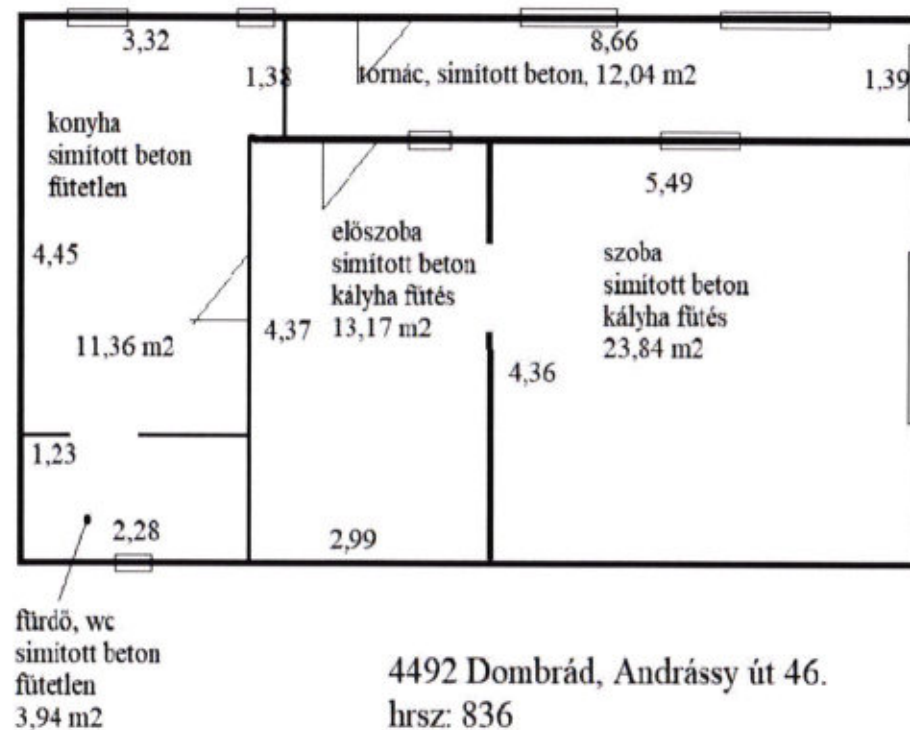 3,32
8,66
1,38
tornác, simított beton, 12,04 m2
1,39
konyha
simított beton
fűtetlen
4,45
11,36 m2
5,49
előszoba
simított beton
kályha fűtés
13,17 m2
4,37
szoba
simított beton
kályha fűtés
23,84 m2
4,36
1,23
2,28
2,99
fürdő, wc
simított beton
fűtetlen
3,94 m2
4492 Dombrád, Andrássy út 46.
hrsz: 836